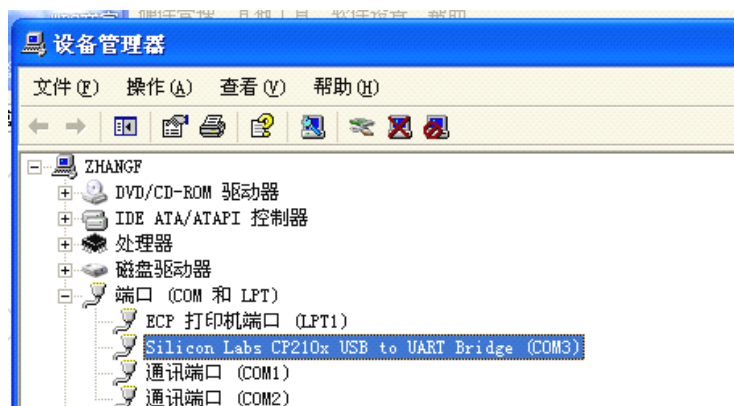 设备管理器
文件(F) 操作(A) 查看(V) 帮助(H)
ZHANGF
DVD/CD-ROM 驱动器
IDE ATA/ATAPI 控制器
处理器
磁盘驱动器
端口 (COM 和 LPT)
ECP 打印机端口 (LPT1)
Silicon Labs CP210x USB to UART Bridge (COM3)
通讯端口 (COM1)
通讯端口 (COM2)